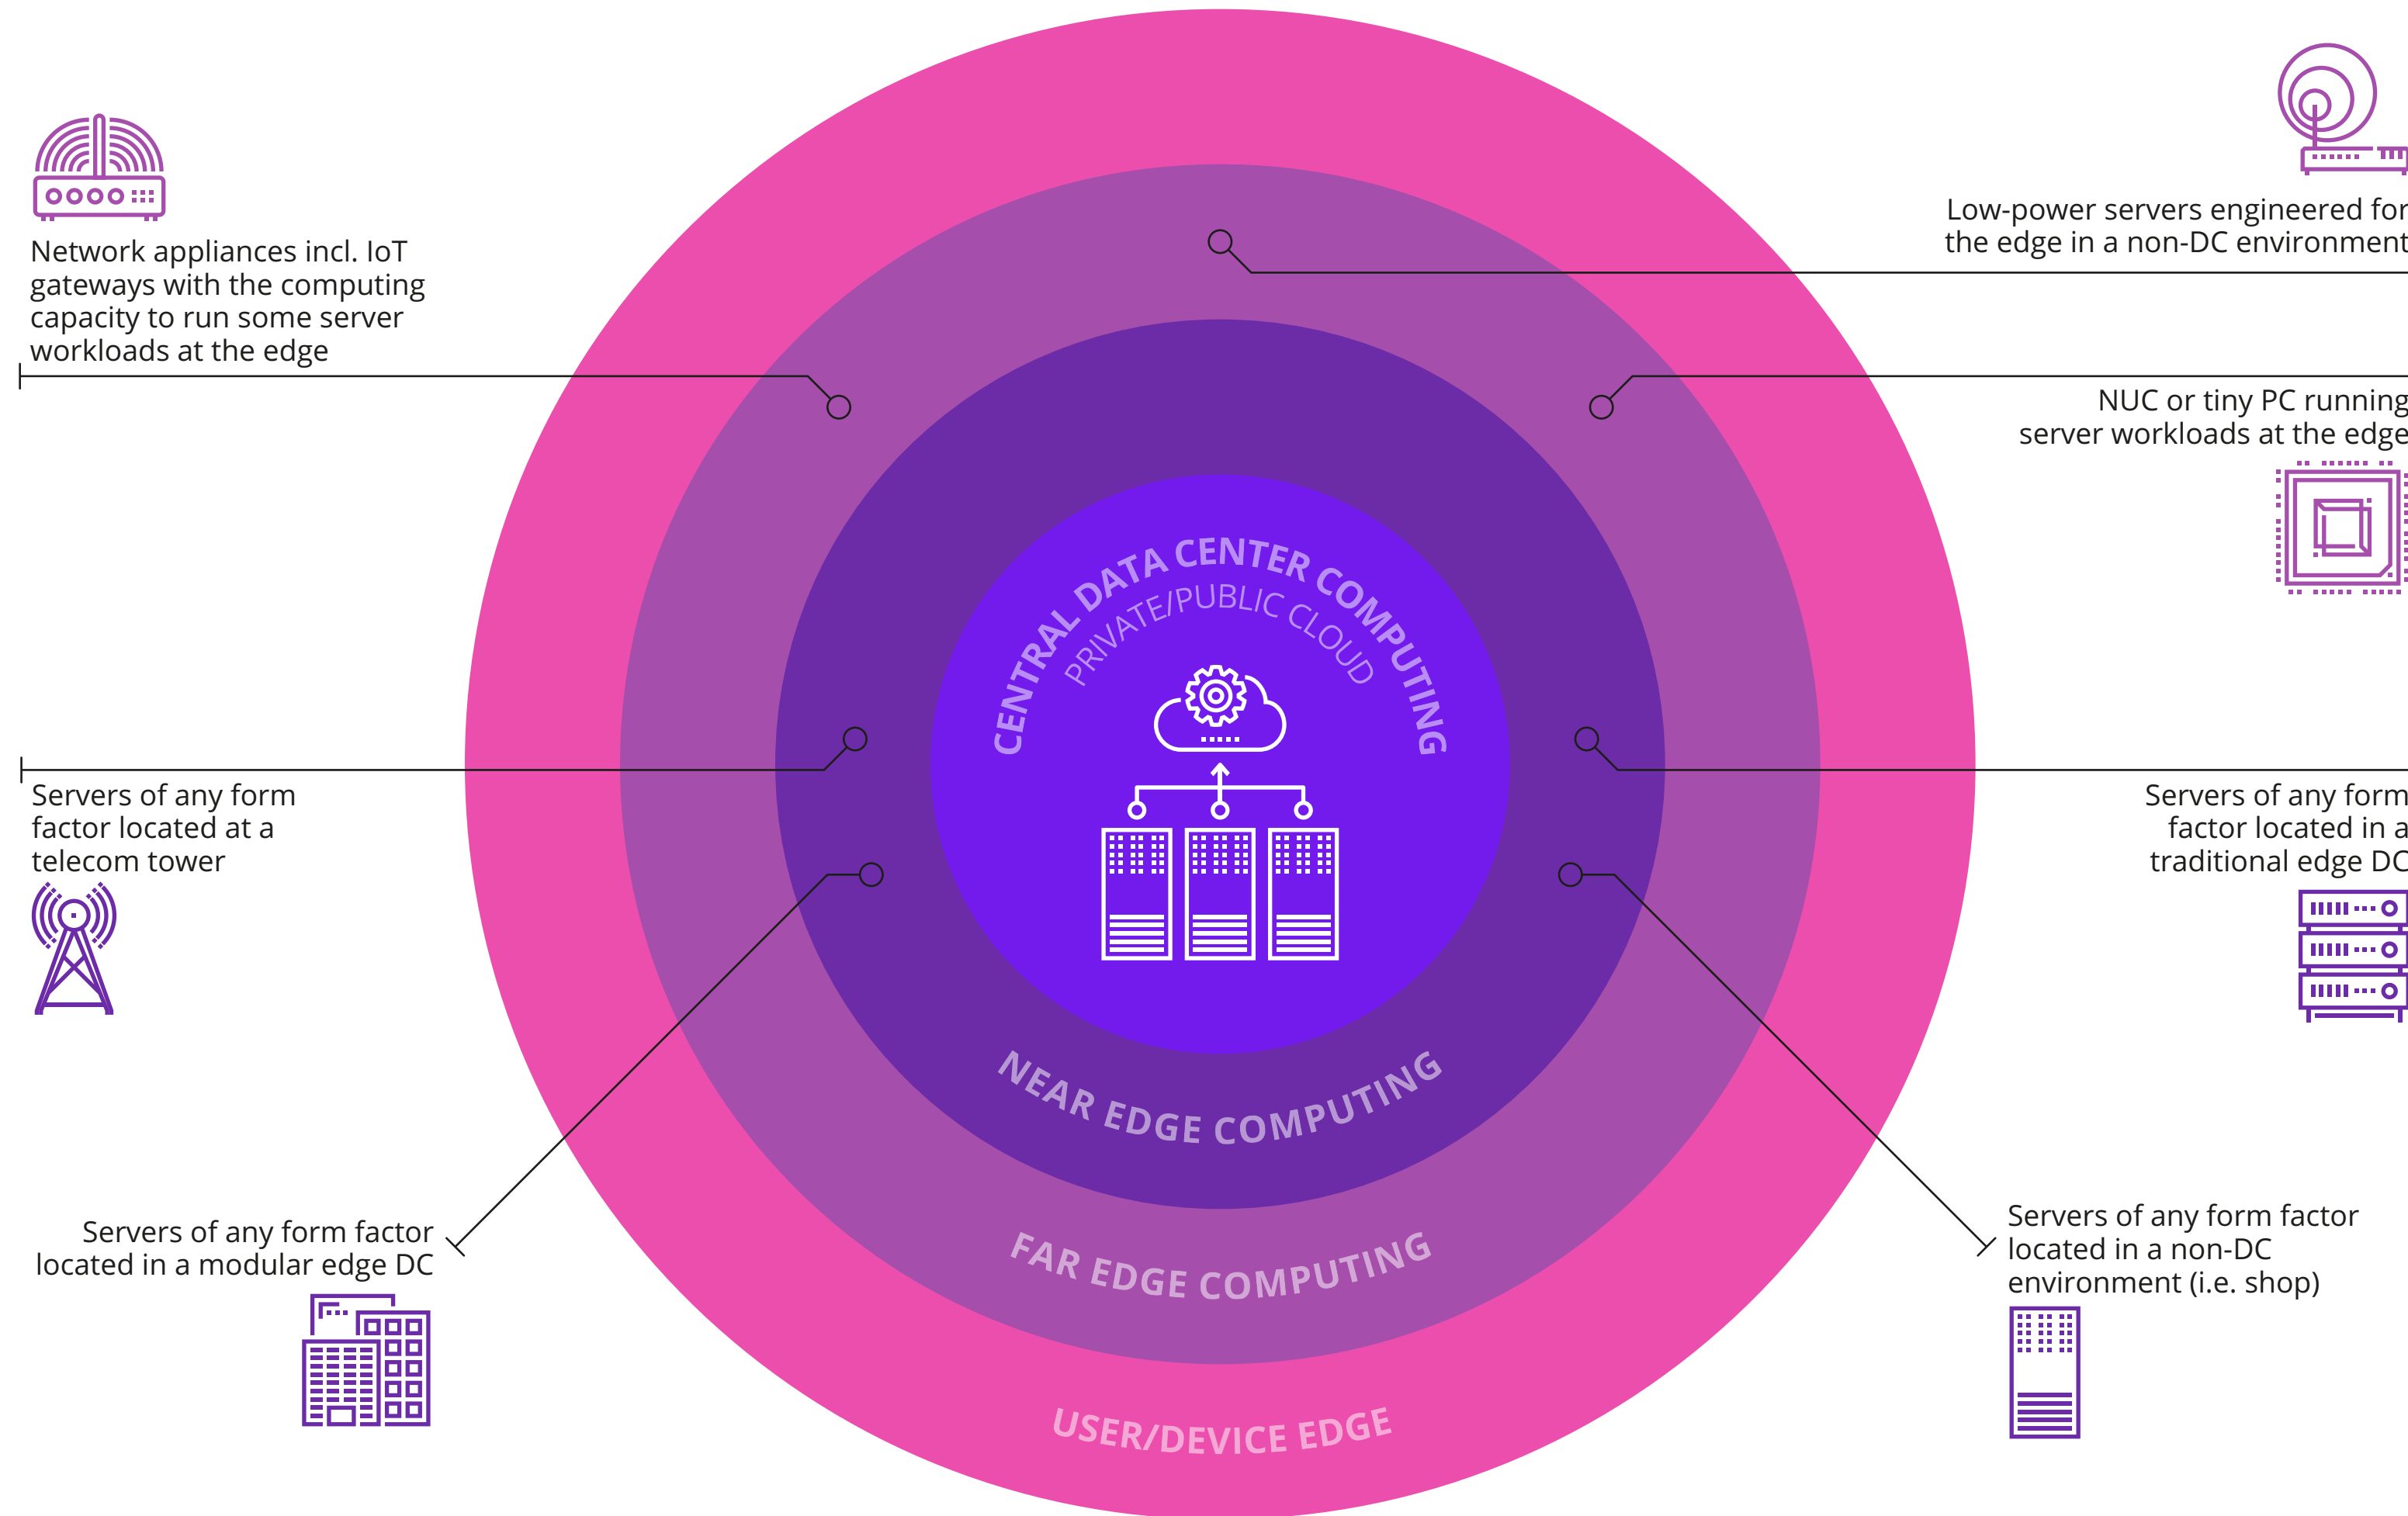 Network appliances incl. IoT
gateways with the computing
capacity to run some server
workloads at the edge
Low-power servers engineered for
the edge in a non-DC environment
NUC or tiny PC running
server workloads at the edge
CENTRAL DATA CENTER COMPUTING
PRIVATE/PUBLIC CLOUD
Servers of any form
factor located at a
telecom tower
Servers of any form
factor located in a
traditional edge DC
NEAR EDGE COMPUTING
Servers of any form factor
located in a modular edge DC
Servers of any form factor
located in a non-DC
environment (i.e. shop)
FAR EDGE COMPUTING
USER/DEVICE EDGE